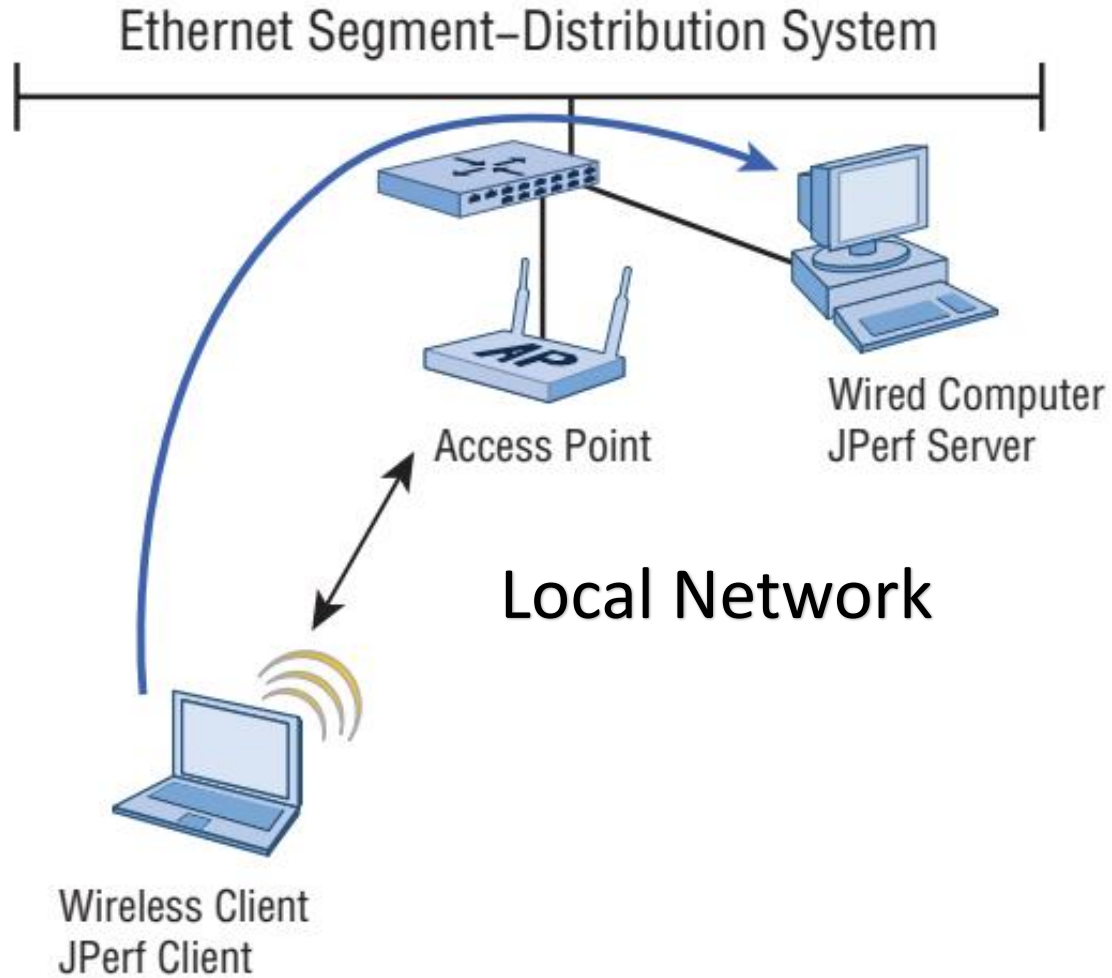 Ethernet Segment–Distribution System
AP
Access Point
Wired Computer
JPerf Server
Local Network
Wireless Client
JPerf Client